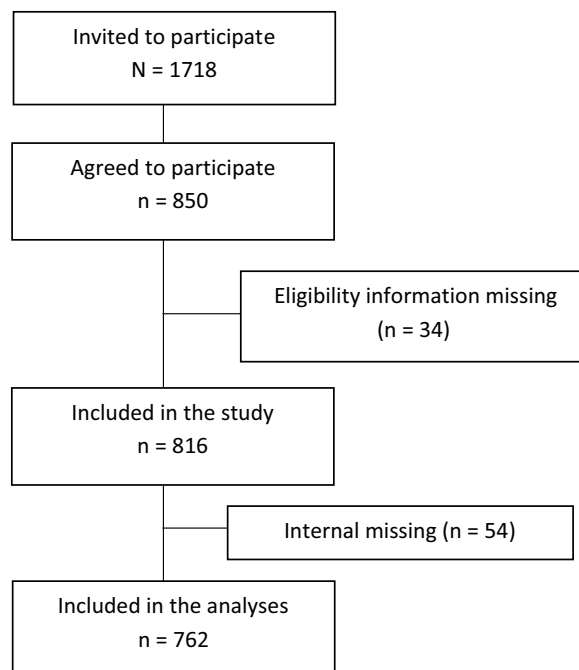 Invited to participate
N = 1718
Agreed to participate
n = 850
Eligibility information missing
(n = 34)
Included in the study
n = 816
Internal missing (n = 54)
Included in the analyses
n = 762